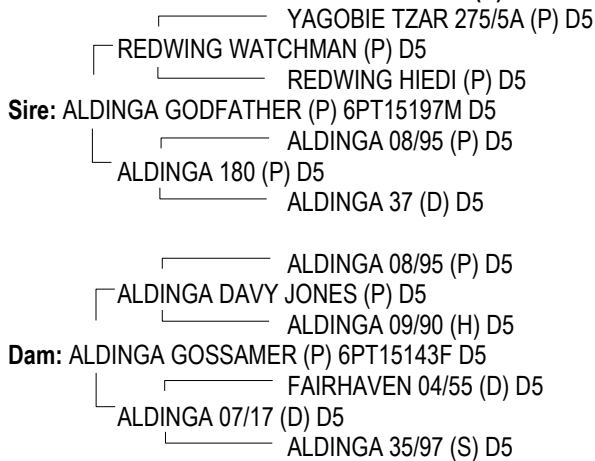 YAGOBIE TZAR 275/5A (P) D5
REDWING WATCHMAN (P) D5
REDWING HIEDI (P) D5
Sire: ALDINGA GODFATHER (P) 6PT15197M D5
ALDINGA 08/95 (P) D5
ALDINGA 180 (P) D5
ALDINGA 37 (D) D5
ALDINGA 08/95 (P) D5
ALDINGA DAVY JONES (P) D5
ALDINGA 09/90 (H) D5
Dam: ALDINGA GOSSAMER (P) 6PT15143F D5
FAIRHAVEN 04/55 (D) D5
ALDINGA 07/17 (D) D5
ALDINGA 35/97 (S) D5